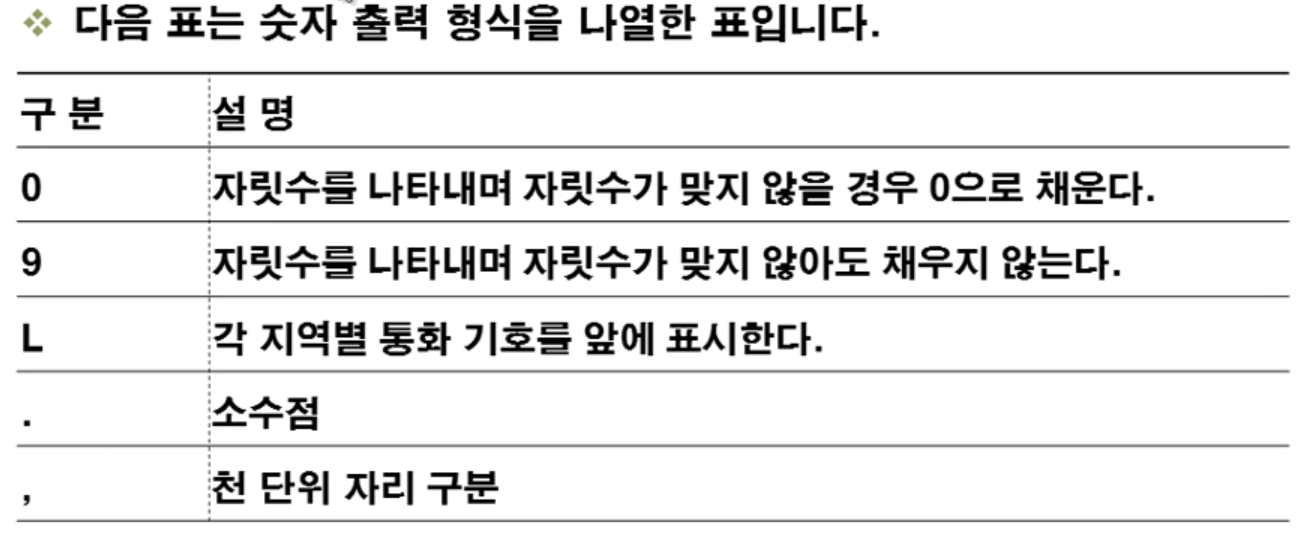 ❖ 다음 표는 숫자 출력 형식을 나열한 표입니다.
구 분 설 명
0 자릿수를 나타내며 자릿수가 맞지 않을 경우 0으로 채운다.
9 자릿수를 나타내며 자릿수가 맞지 않아도 채우지 않는다.
L 각 지역별 통화 기호를 앞에 표시한다.
. 소수점
, 천 단위 자리 구분